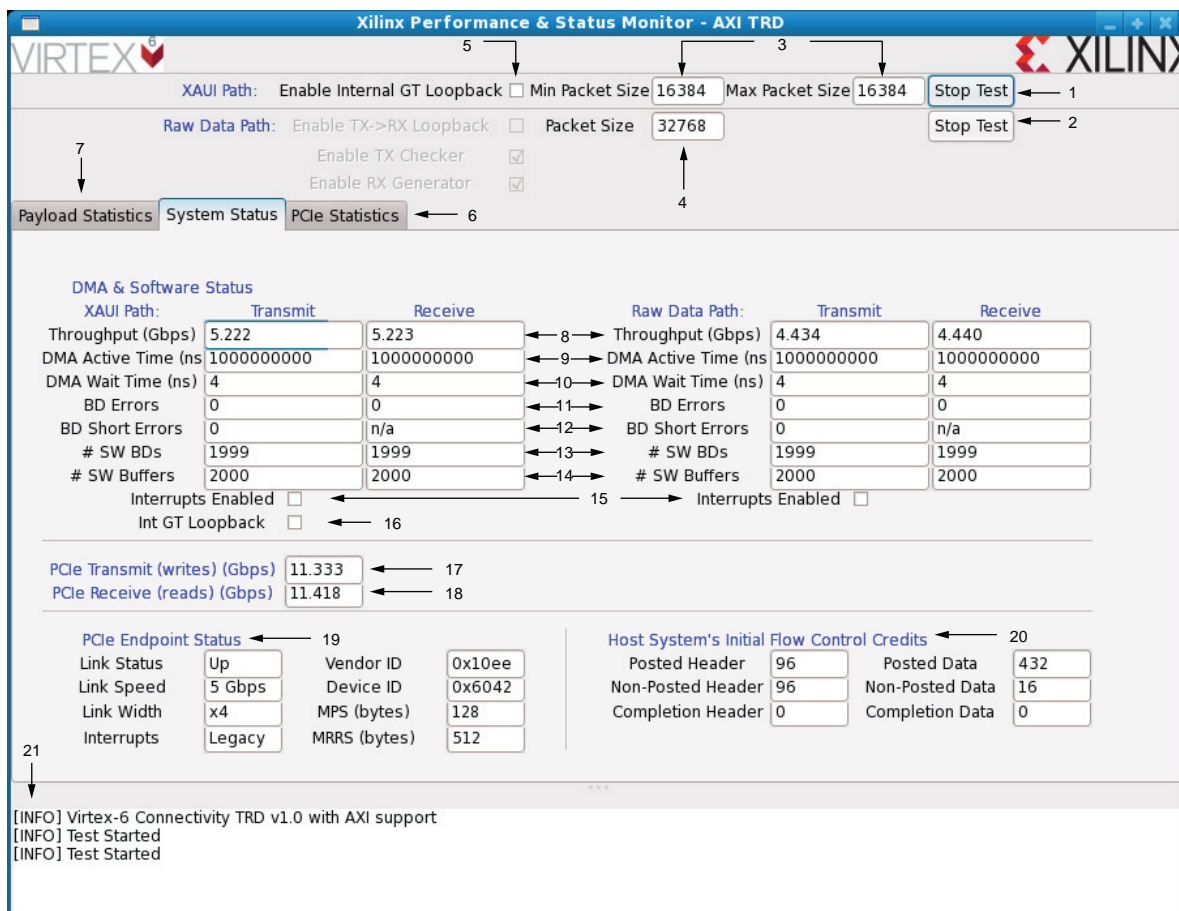 Xilinx Performance & Status Monitor - AXI TRD
VIRTEX 6
5
3
XILINX
XAUI Path: Enable Internal GT Loopback Min Packet Size 16384 Max Packet Size 16384 Stop Test 1
Raw Data Path: Enable TX->RX Loopback Packet Size 32768 Stop Test 2
7
Enable TX Checker
Enable RX Generator
4
Payload Statistics System Status PCIe Statistics 6
DMA & Software Status
XAUI Path: Transmit Receive Raw Data Path: Transmit Receive
Throughput (Gbps) 5.222 5.223 8 Throughput (Gbps) 4.434 4.440
DMA Active Time (ns 1000000000 1000000000 9 DMA Active Time (ns 1000000000 1000000000
DMA Wait Time (ns) 4 4 10 DMA Wait Time (ns) 4 4
BD Errors 0 0 11 BD Errors 0 0
BD Short Errors 0 n/a 12 BD Short Errors 0 n/a
# SW BDs 1999 1999 13 # SW BDs 1999 1999
# SW Buffers 2000 2000 14 # SW Buffers 2000 2000
Interrupts Enabled 15 Interrupts Enabled
Int GT Loopback 16
PCIe Transmit (writes) (Gbps) 11.333 17
PCIe Receive (reads) (Gbps) 11.418 18
PCIe Endpoint Status 19 Host System's Initial Flow Control Credits 20
Link Status Up Vendor ID 0x10ee Posted Header 96 Posted Data 432
Link Speed 5 Gbps Device ID 0x6042 Non-Posted Header 96 Non-Posted Data 16
Link Width x4 MPS (bytes) 128 Completion Header 0 Completion Data 0
Interrupts Legacy MRRS (bytes) 512
21
[INFO] Virtex-6 Connectivity TRD v1.0 with AXI support
[INFO] Test Started
[INFO] Test Started